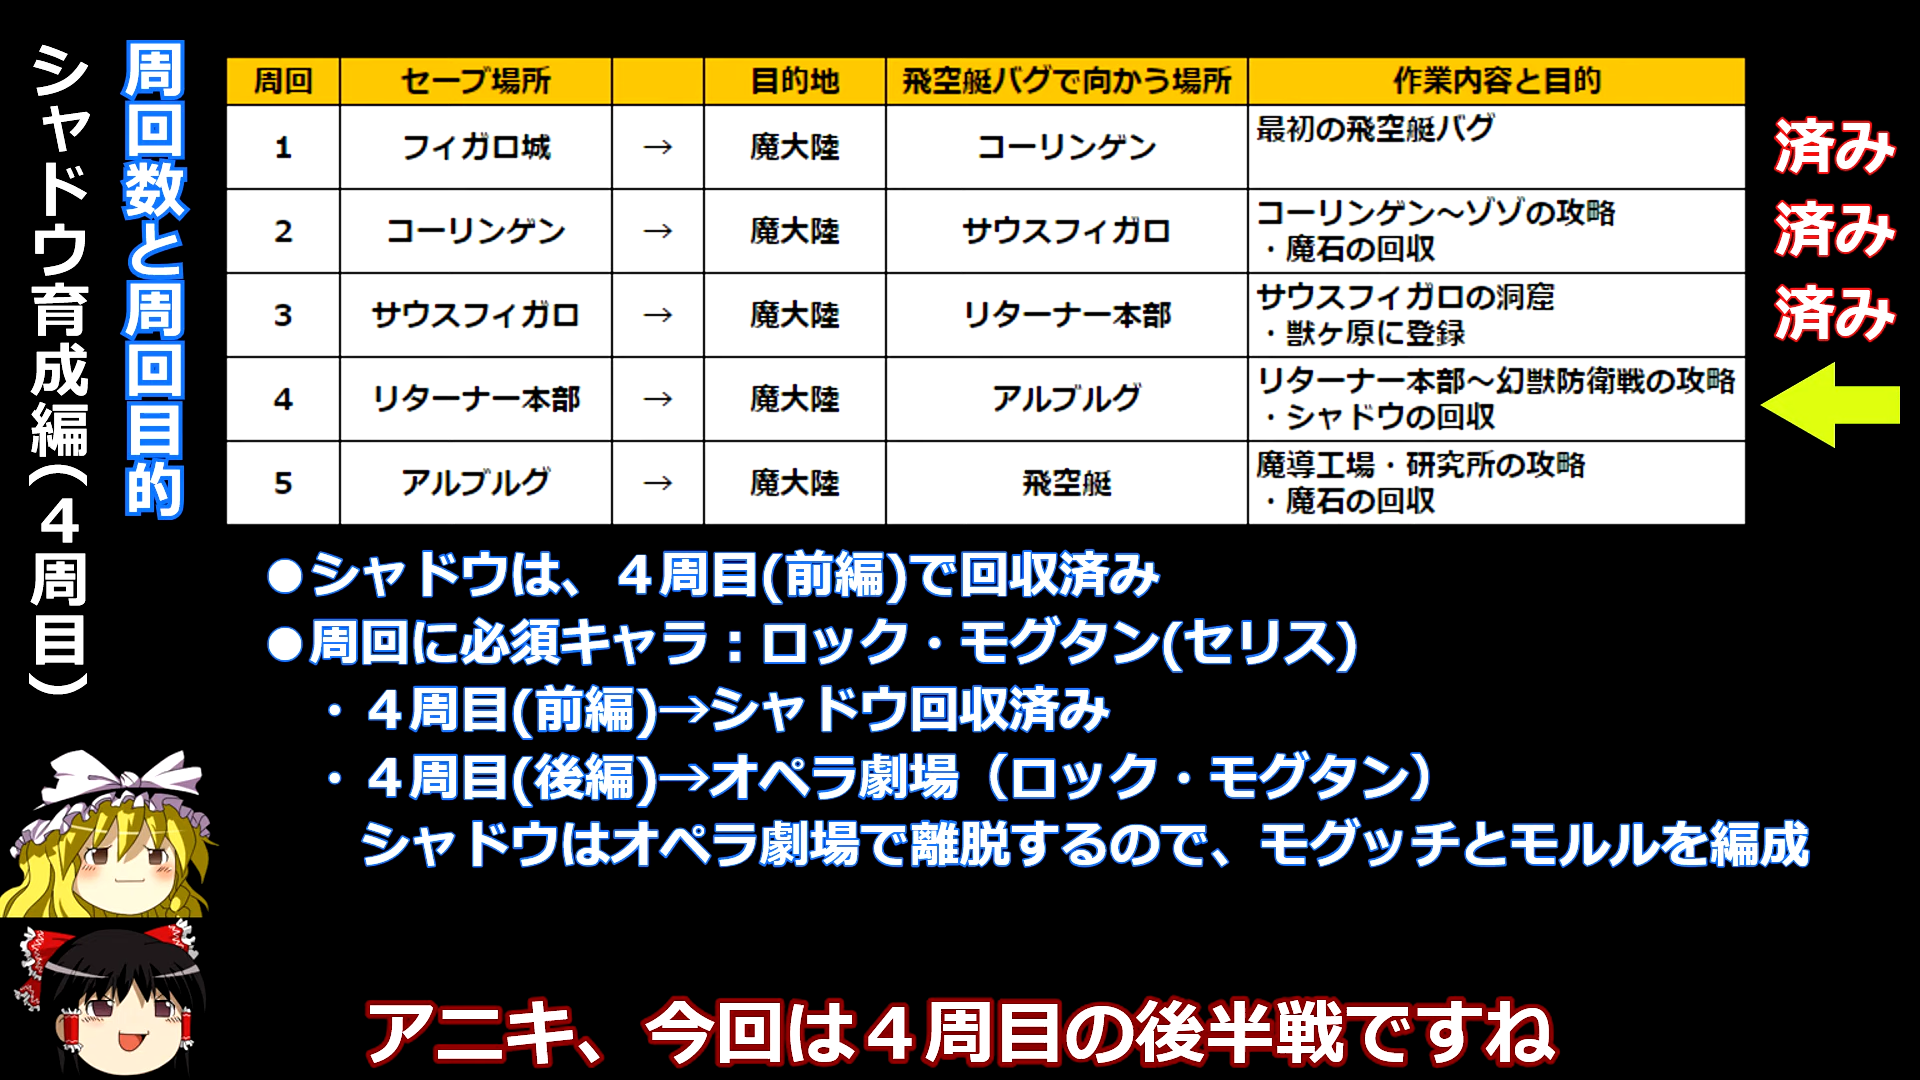 シャドウ育成編(４周目)
周回数と周回目的
周回 セーブ場所 目的地 飛空艇バグで向かう場所 作業内容と目的
1 フィガロ城 → 魔大陸 コーリンゲン 最初の飛空艇バグ 済み
2 コーリンゲン → 魔大陸 サウスフィガロ コーリンゲン～ゾゾの攻略
・魔石の回収 済み
3 サウスフィガロ → 魔大陸 リターナー本部 サウスフィガロの洞窟
・獣ヶ原に登録 済み
4 リターナー本部 → 魔大陸 アルブルグ リターナー本部～幻獣防衛戦の攻略
・シャドウの回収
5 アルブルグ → 魔大陸 飛空艇 魔導工場・研究所の攻略
・魔石の回収
●シャドウは、４周目(前編)で回収済み
●周回に必須キャラ：ロック・モグタン(セリス)
・４周目(前編)→シャドウ回収済み
・４周目(後編)→オペラ劇場（ロック・モグタン）
シャドウはオペラ劇場で離脱するので、モグッチとモルルを編成
アニキ、今回は４周目の後半戦ですね